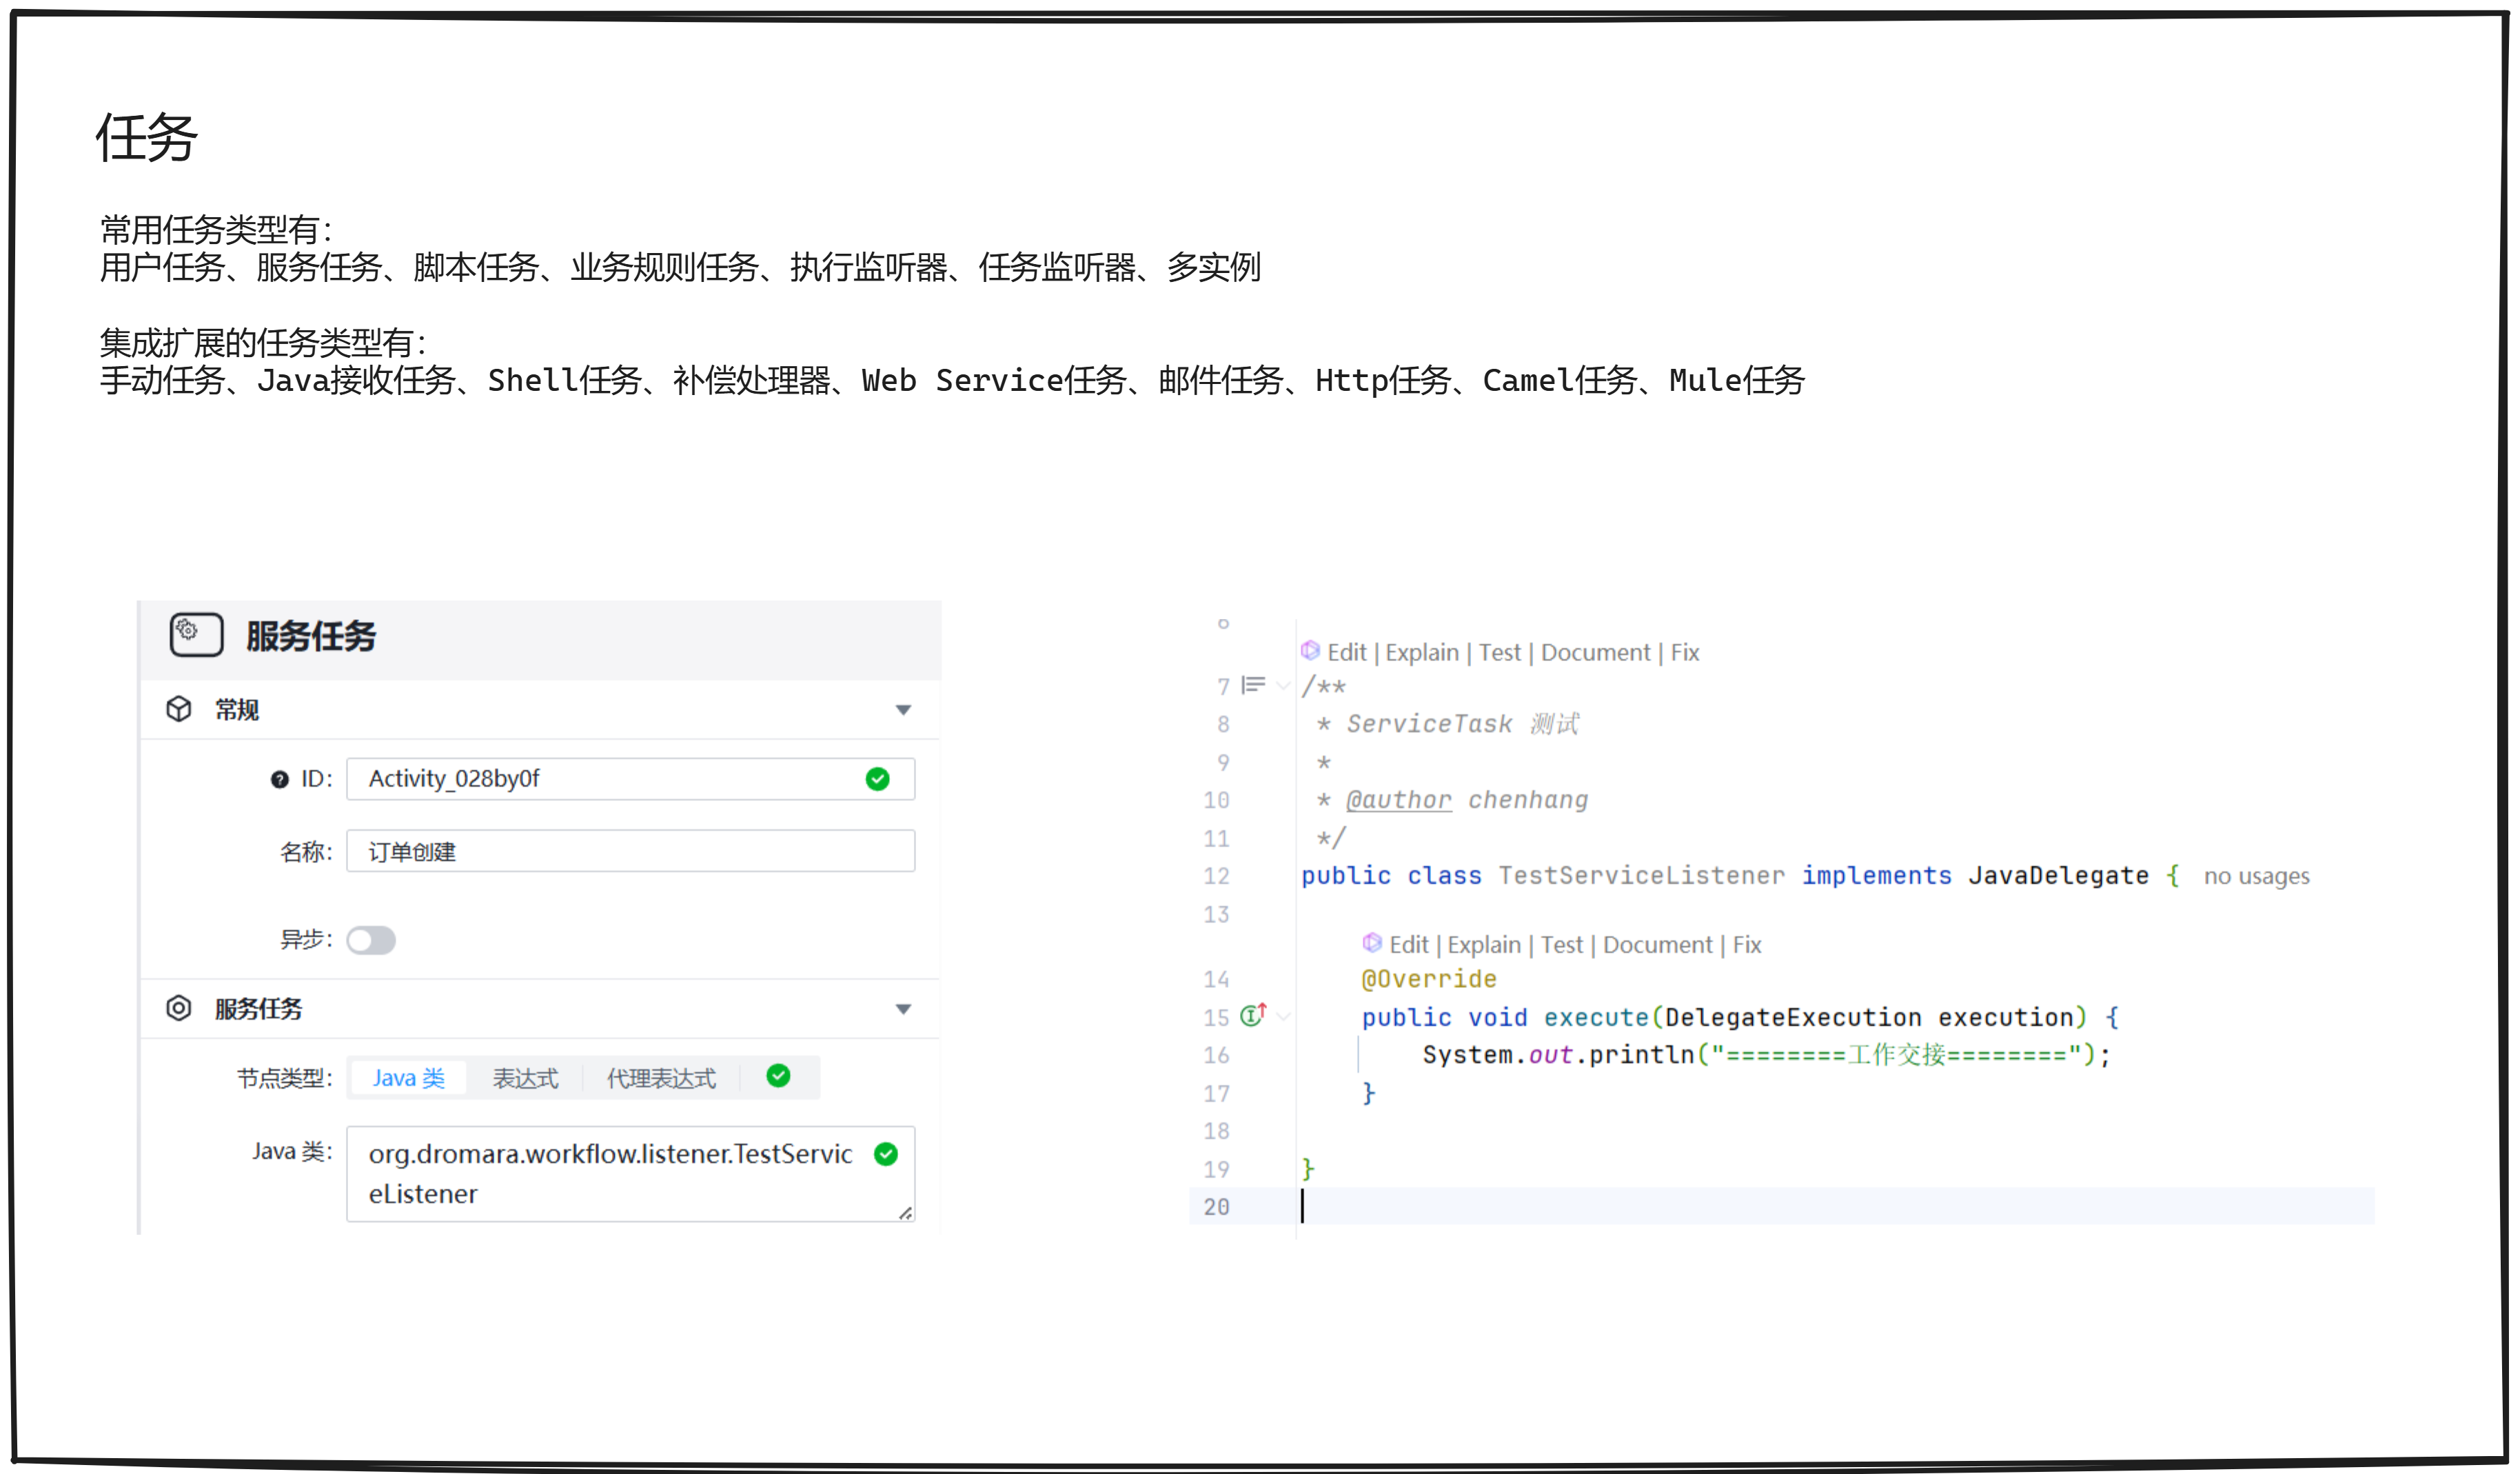 任务
常用任务类型有：
用户任务、服务任务、脚本任务、业务规则任务、执行监听器、任务监听器、多实例
集成扩展的任务类型有：
手动任务、Java接收任务、Shell任务、补偿处理器、Web Service任务、邮件任务、Http任务、Camel任务、Mule任务
服务任务
常规
ID： Activity_028by0f
名称： 订单创建
异步：
服务任务
节点类型： Java 类 表达式 代理表达式
Java 类： org.dromara.workflow.listener.TestServic
eListener
6
Edit | Explain | Test | Document | Fix
7 /**
8 * ServiceTask 测试
9 *
10 * @author chenhang
11 */
12 public class TestServiceListener implements JavaDelegate { no usages
13
Edit | Explain | Test | Document | Fix
14 @Override
15 public void execute(DelegateExecution execution) {
16 System.out.println("========工作交接========");
17 }
18
19 }
20